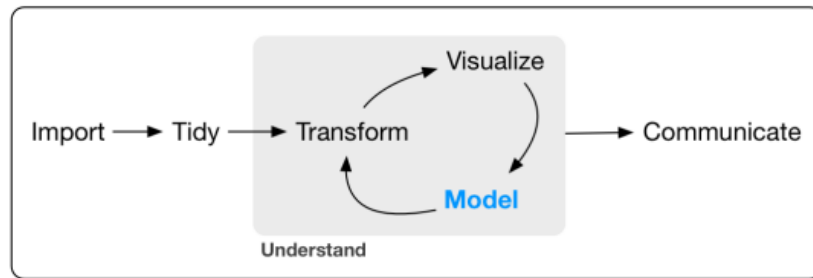 Visualize
Import Tidy Transform Communicate
Model
Understand